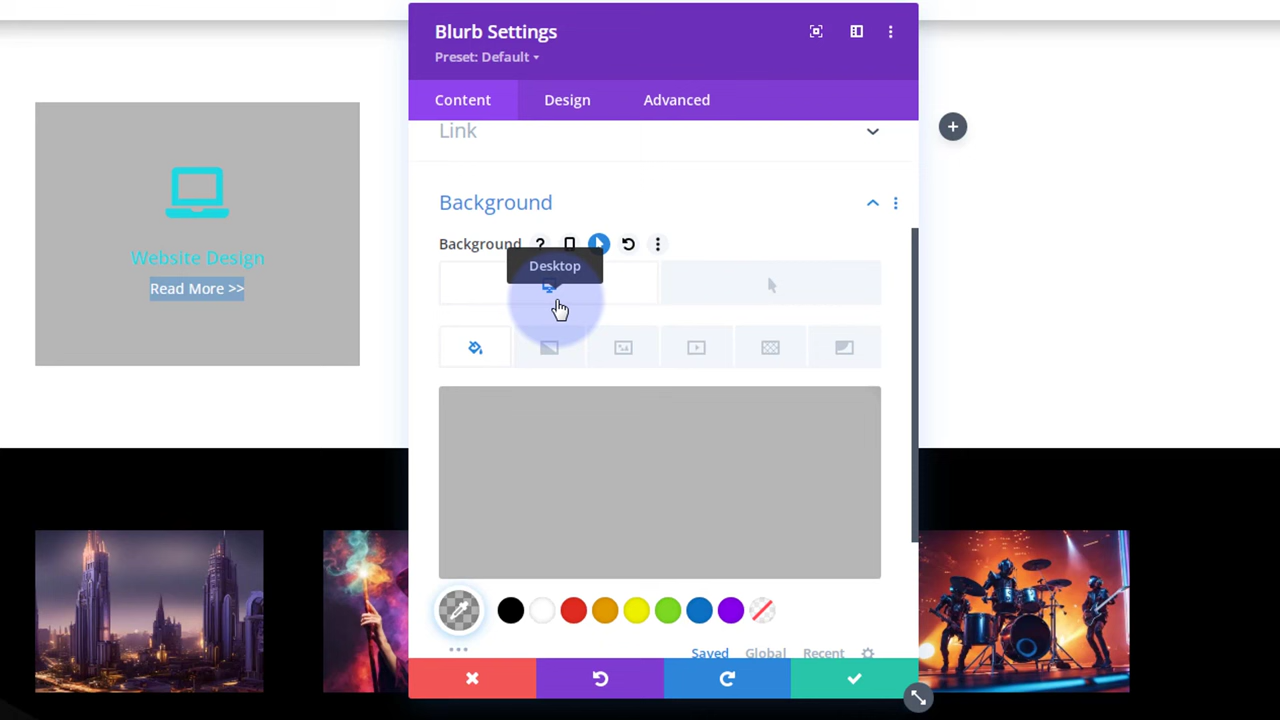 Blurb Settings
Preset: Default
Content Design Advanced
Link
Background
Background ?
Desktop
Website Design
Read More >>
Saved Global Recent